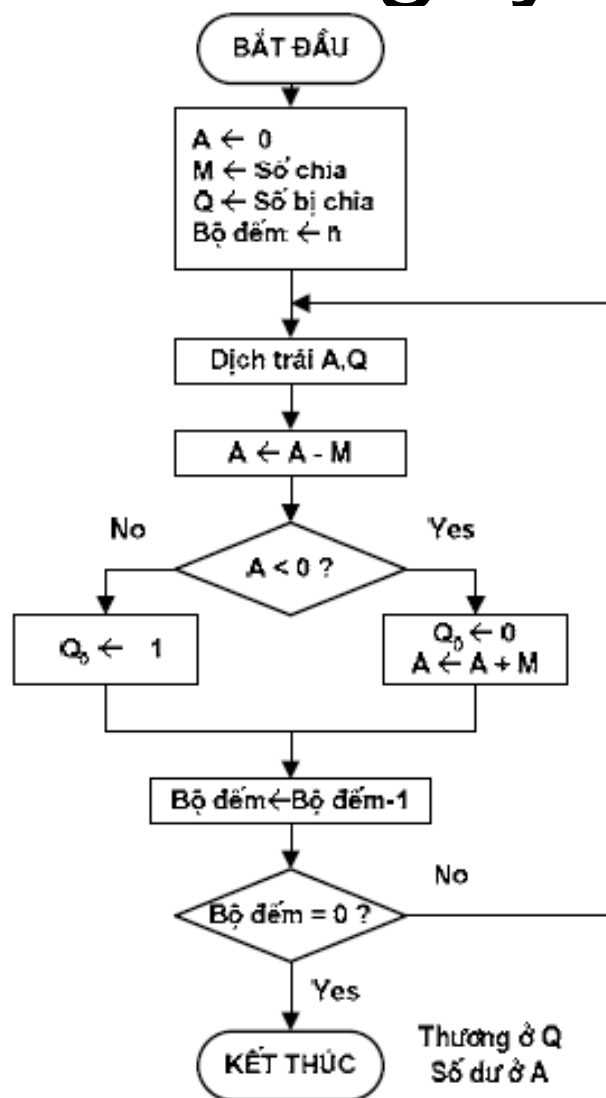 BẮT ĐẦU
A ← 0
M ← Số chia
Q ← Số bị chia
Bộ đếm ← n
Dịch trái A,Q
A ← A - M
No
Yes
A < 0 ?
Q₀ ← 1
Q₀ ← 0
A ← A + M
Bộ đếm←Bộ đếm-1
No
Bộ đếm = 0 ?
Yes
KẾT THÚC
Thương ở Q
Số dư ở A